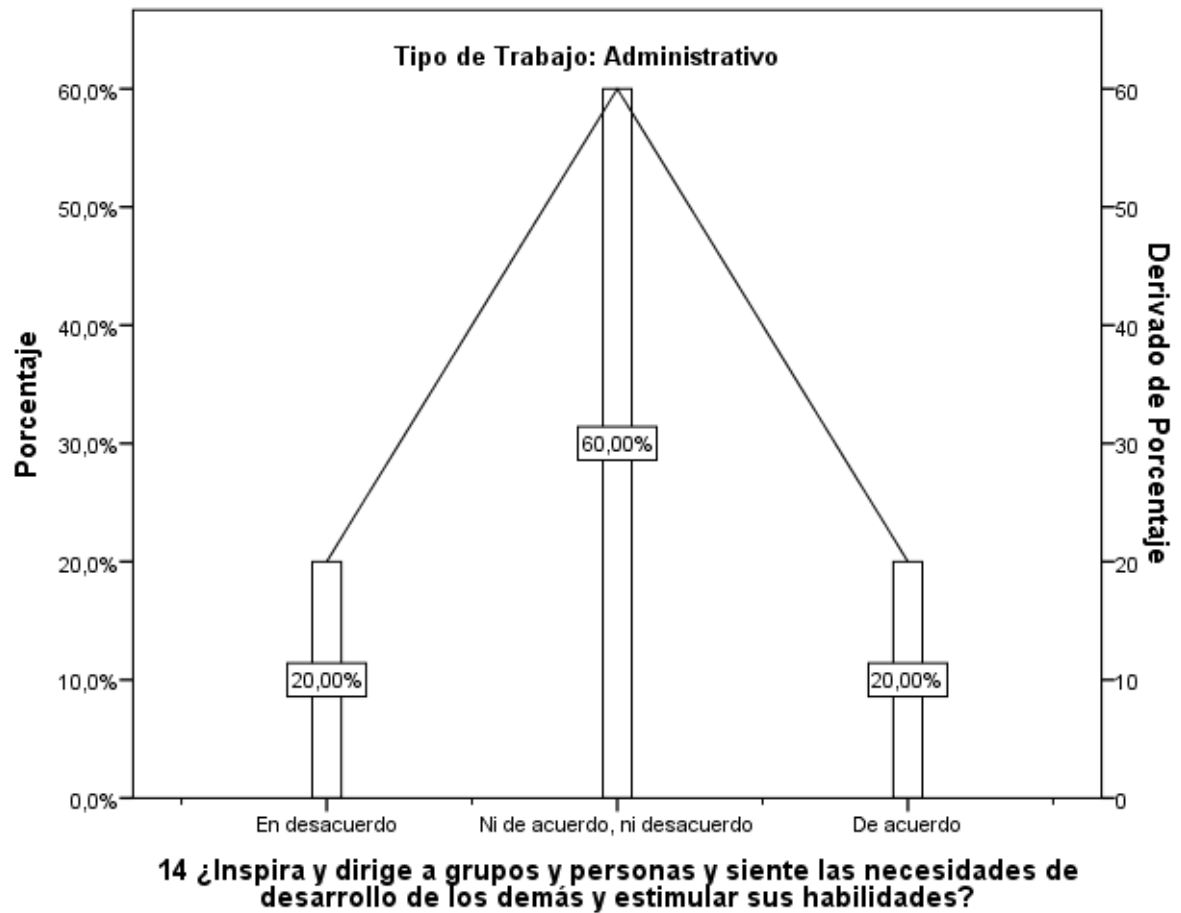 Tipo de Trabajo: Administrativo
Porcentaje
60,0%
50,0%
40,0%
30,0%
20,0%
10,0%
0,0%
20,00%
60,00%
20,00%
60
50
40
30
20
10
0
Derivado de Porcentaje
En desacuerdo
Ni de acuerdo, ni desacuerdo
De acuerdo
14 ¿Inspira y dirige a grupos y personas y siente las necesidades de
desarrollo de los demás y estimular sus habilidades?